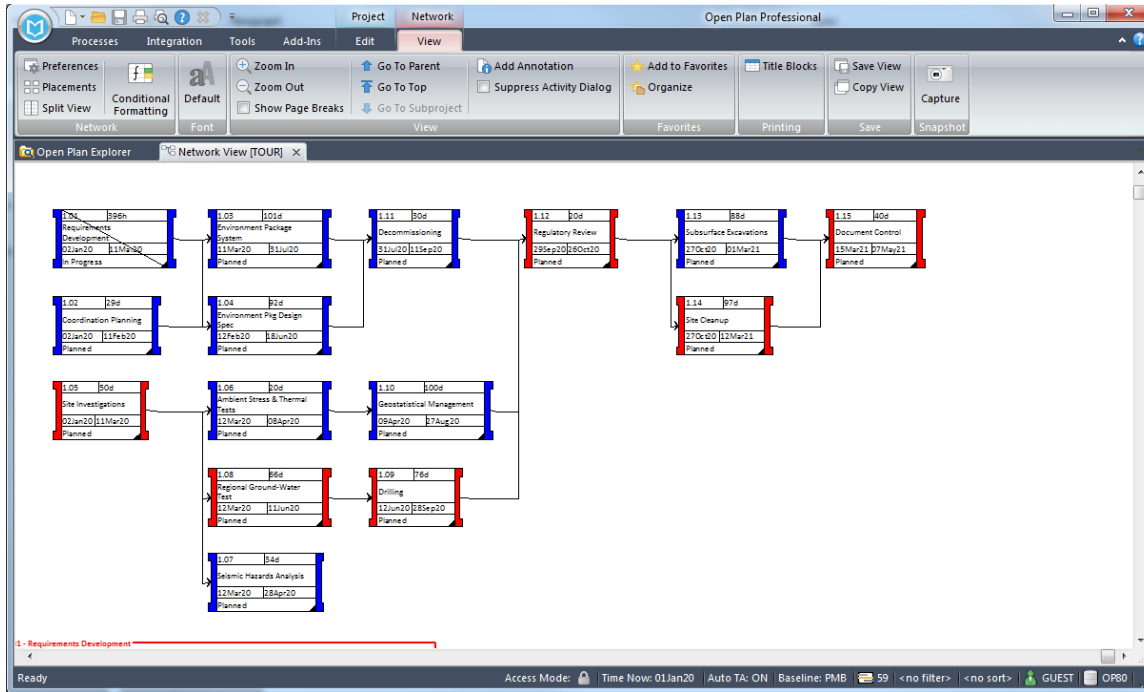 Project Network Open Plan Professional
Processes Integration Tools Add-Ins Edit View
Preferences
Placements
Split View
Conditional
Formatting
Network
aA
Default
Font
Zoom In
Zoom Out
Show Page Breaks
Go To Parent
Go To Top
Go To Subproject
Add Annotation
Suppress Activity Dialog
View
Add to Favorites
Organize
Favorites
Title Blocks
Printing
Save View
Copy View
Save
Capture
Snapshot
Open Plan Explorer Network View [TOUR]
1.01 396h
Requirements
Development
02Jan20 11Mar20
In Progress
1.03 101d
Environment Package
System
11Mar20 31Jul20
Planned
1.11 30d
Decommissioning
31Jul20 11Sep20
Planned
1.12 20d
Regulatory Review
29Sep20 26Oct20
Planned
1.13 88d
Subsurface Excavations
27Oct20 01Mar21
Planned
1.15 40d
Document Control
15Mar21 07May21
Planned
1.02 29d
Coordination Planning
02Jan20 11Feb20
Planned
1.04 92d
Environment Pkg Design
Spec
12Feb20 18Jun20
Planned
1.14 97d
Site Cleanup
27Oct20 12Mar21
Planned
1.05 50d
Site Investigations
02Jan20 11Mar20
Planned
1.06 20d
Ambient Stress & Thermal
Tests
12Mar20 08Apr20
Planned
1.10 100d
Geostatistical Management
09Apr20 27Aug20
Planned
1.08 66d
Regional Ground-Water
Test
12Mar20 11Jun20
Planned
1.09 76d
Drilling
12Jun20 28Sep20
Planned
1.07 34d
Seismic Hazards Analysis
12Mar20 28Apr20
Planned
1 - Requirements Development
Ready Access Mode: Time Now: 01Jan20 Auto TA: ON Baseline: PMB 59 <no filter> <no sort> GUEST OP80